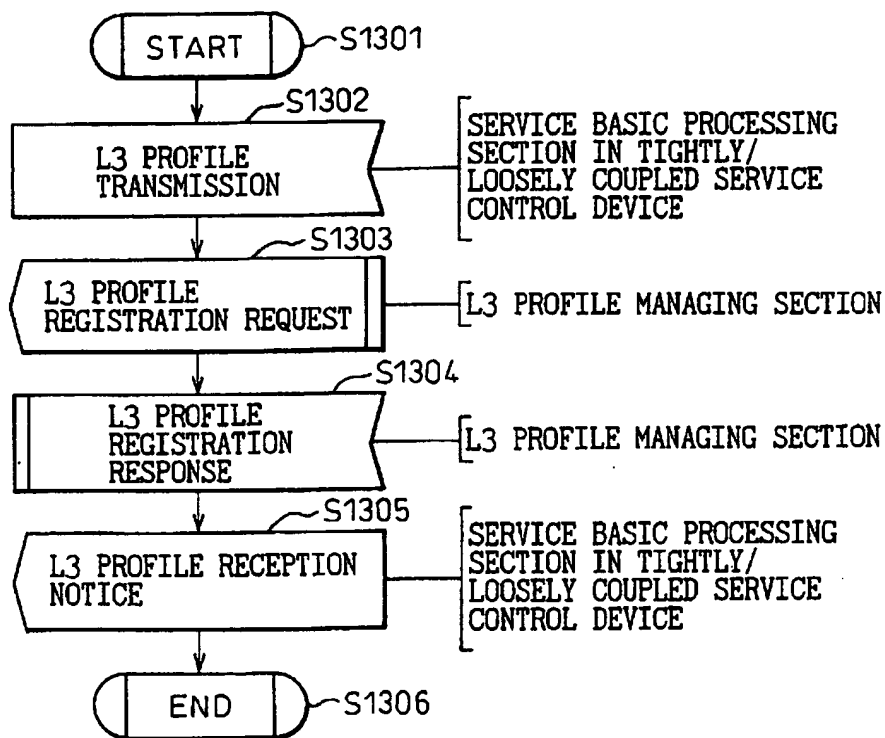 START
S1301
S1302
L3 PROFILE
TRANSMISSION
SERVICE BASIC PROCESSING
SECTION IN TIGHTLY/
LOOSELY COUPLED SERVICE
CONTROL DEVICE
S1303
L3 PROFILE
REGISTRATION REQUEST
L3 PROFILE MANAGING SECTION
S1304
L3 PROFILE
REGISTRATION
RESPONSE
L3 PROFILE MANAGING SECTION
S1305
L3 PROFILE RECEPTION
NOTICE
SERVICE BASIC PROCESSING
SECTION IN TIGHTLY/
LOOSELY COUPLED SERVICE
CONTROL DEVICE
END
S1306